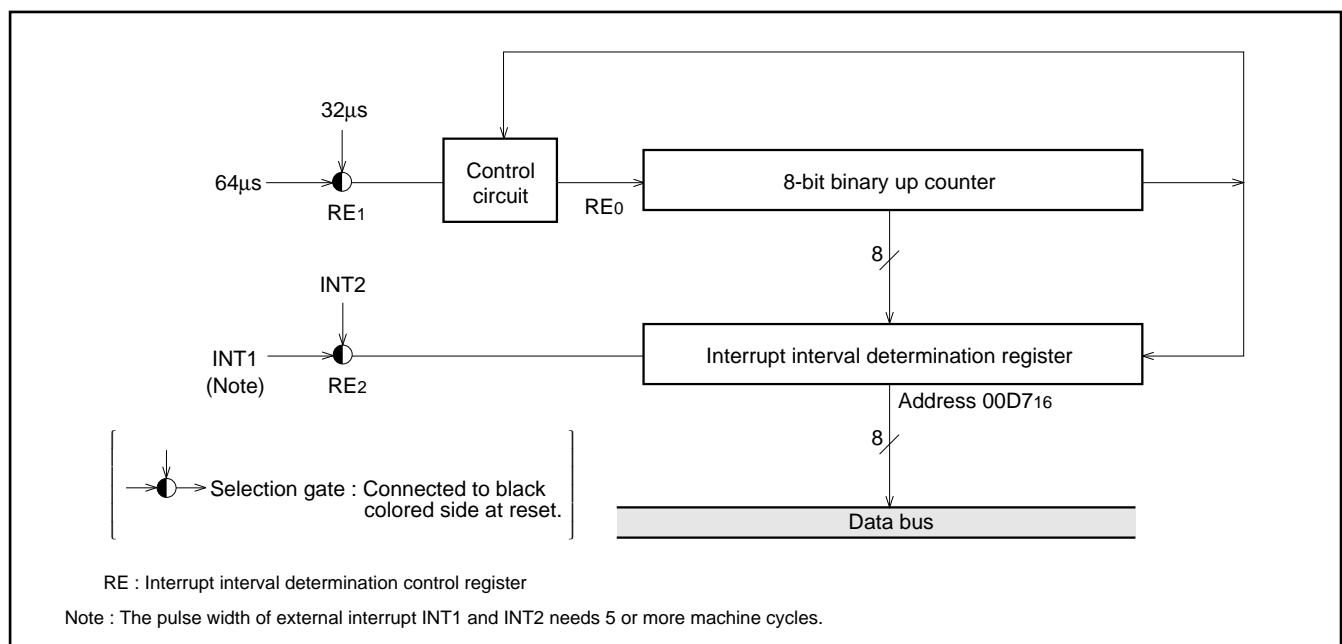 32μs
64μs
RE1
Control
circuit
RE0
8-bit binary up counter
8
INT2
INT1
(Note)
RE2
Interrupt interval determination register
Address 00D716
8
Selection gate : Connected to black
colored side at reset.
Data bus
RE : Interrupt interval determination control register
Note : The pulse width of external interrupt INT1 and INT2 needs 5 or more machine cycles.